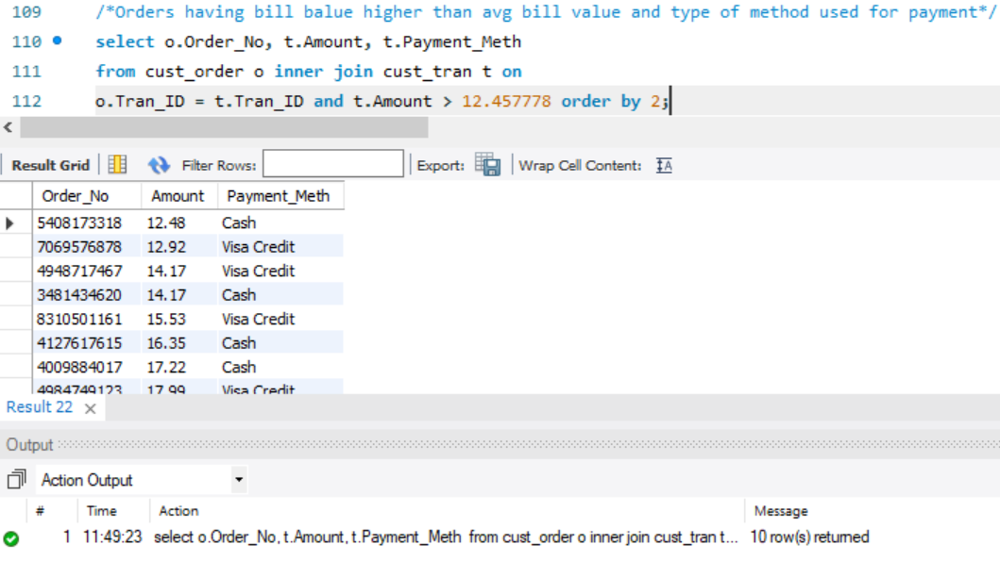 109 /*Orders having bill balue higher than avg bill value and type of method used for payment*/
110 select o.Order_No, t.Amount, t.Payment_Meth
111 from cust_order o inner join cust_tran t on
112 o.Tran_ID = t.Tran_ID and t.Amount > 12.457778 order by 2;
Result Grid Filter Rows: Export: Wrap Cell Content: IA
Order_No Amount Payment_Meth
5408173318 12.48 Cash
7069576878 12.92 Visa Credit
4948717467 14.17 Visa Credit
3481434620 14.17 Cash
8310501161 15.53 Visa Credit
4127617615 16.35 Cash
4009884017 17.22 Cash
4984749123 17.99 Visa Credit
Result 22 ×
Output
Action Output
# Time Action Message
1 11:49:23 select o.Order_No, t.Amount, t.Payment_Meth from cust_order o inner join cust_tran t... 10 row(s) returned